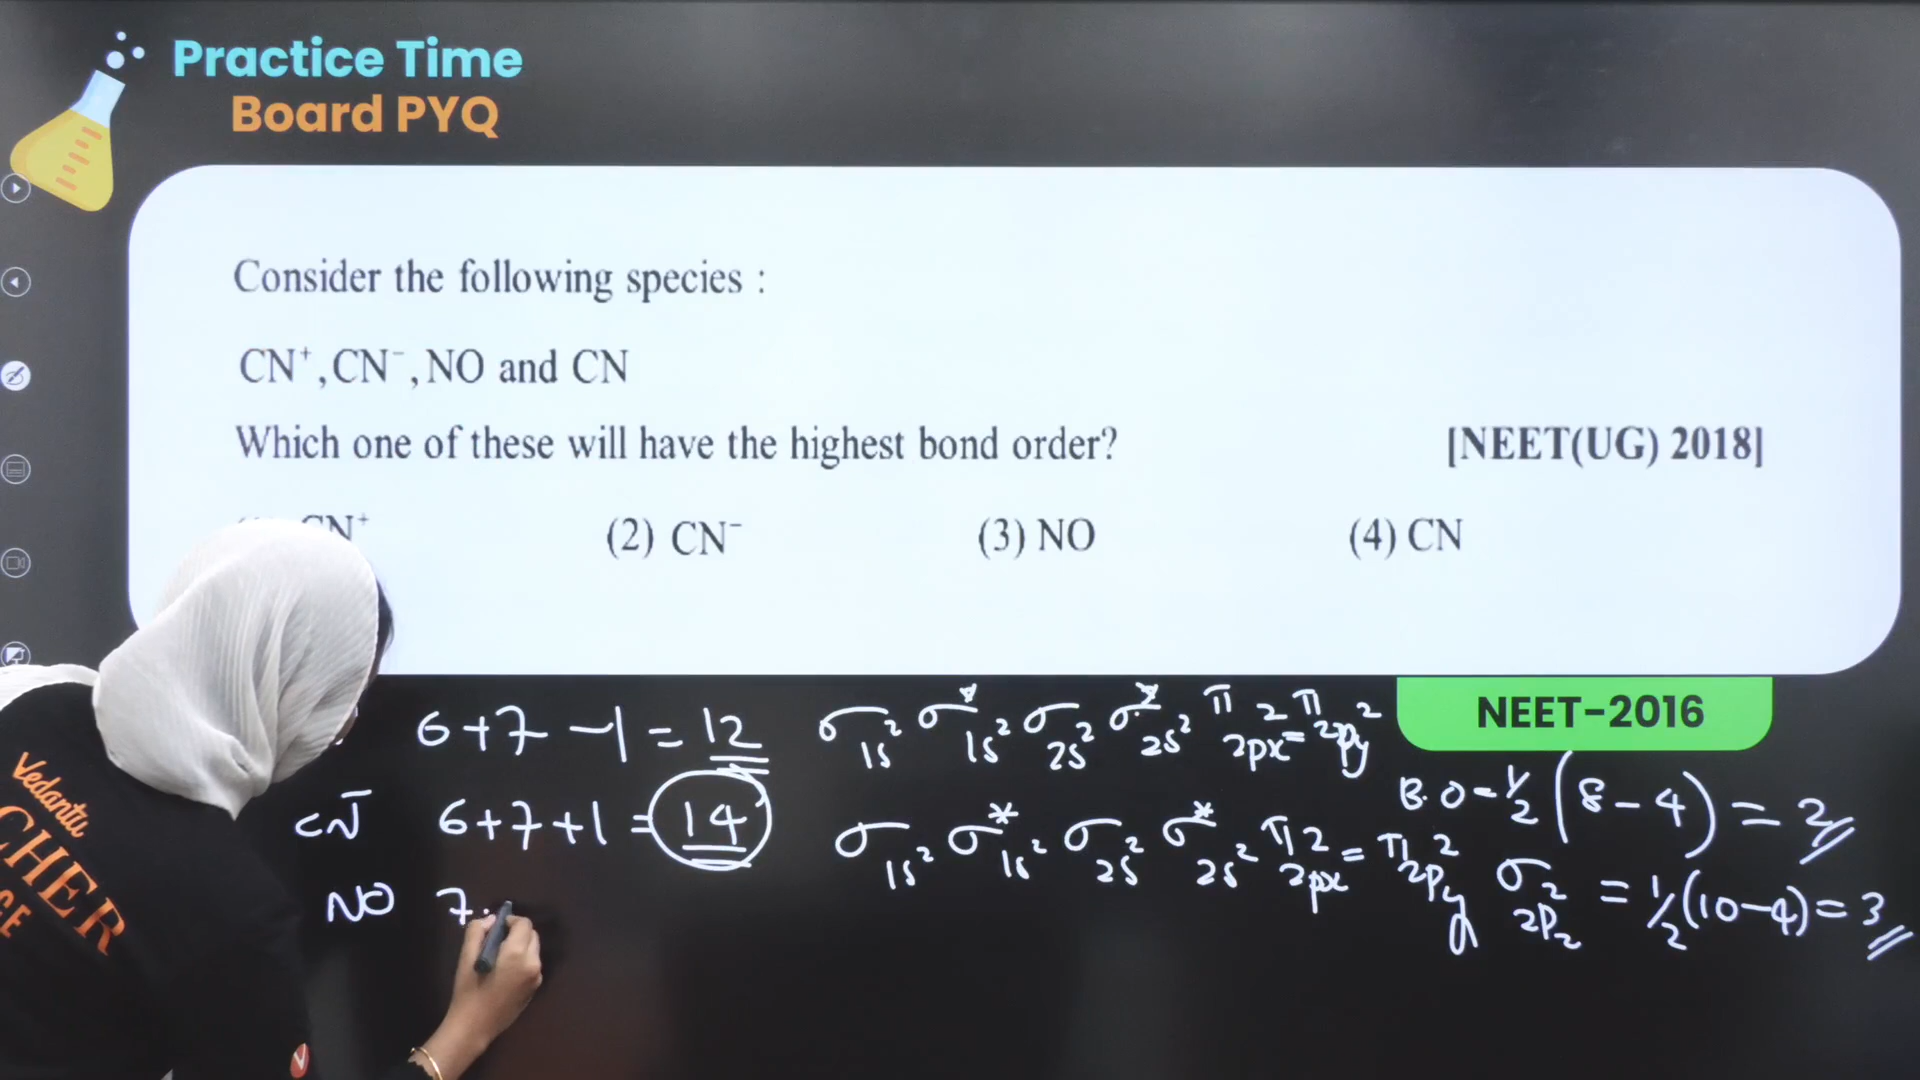 Practice Time
Board PYQ
Consider the following species :
CN⁺, CN⁻, NO and CN
Which one of these will have the highest bond order? [NEET(UG) 2018]
CN⁺ (2) CN⁻ (3) NO (4) CN
NEET-2016
6+7-1=12 σ1s² σ*1s² σ2s² σ*2s² π2px²=π2py²
B.O=½(8-4)=2
CN⁻ 6+7+1=14 σ1s² σ*1s² σ2s² σ*2s² π2px²=π2py² σ2pz² =½(10-4)=3
NO 7
Vedantu
CHER
GE
V